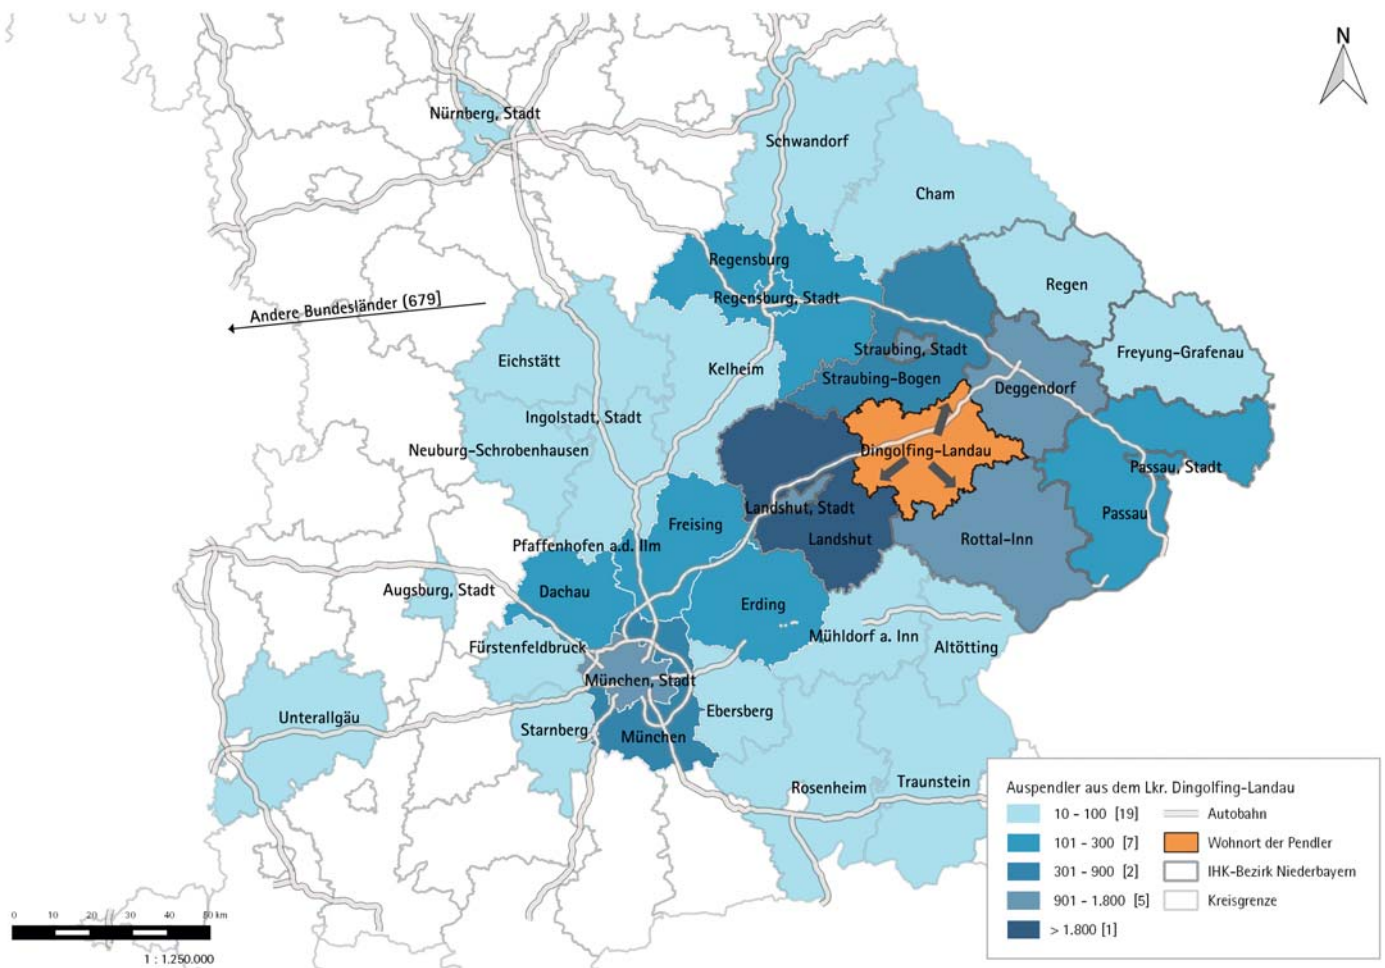 N
Nürnberg, Stadt
Schwandorf
Cham
Regensburg
Regen
Regensburg, Stadt
Andere Bundesländer (679]
Straubing, Stadt
Freyung-Grafenau
Eichstätt
Kelheim
Straubing-Bogen
Deggendorf
Ingolstadt, Stadt
Neuburg-Schrobenhausen
Dingolfing-Landau
Passau, Stadt
Landshut, Stadt
Passau
Freising
Landshut
Rottal-Inn
Pfaffenhofen a.d. Ilm
Augsburg, Stadt
Dachau
Erding
Mühldorf a. Inn
Altötting
Fürstenfeldbruck
München, Stadt
Ebersberg
Unterallgäu
Starnberg
München
Rosenheim
Traunstein
Auspendler aus dem Lkr. Dingolfing-Landau
10 - 100 [19]
Autobahn
101 - 300 [7]
Wohnort der Pendler
301 - 900 [2]
IHK-Bezirk Niederbayern
901 - 1.800 [5]
Kreisgrenze
> 1.800 [1]
0 10 20 30 40 50 km
1 : 1.250.000